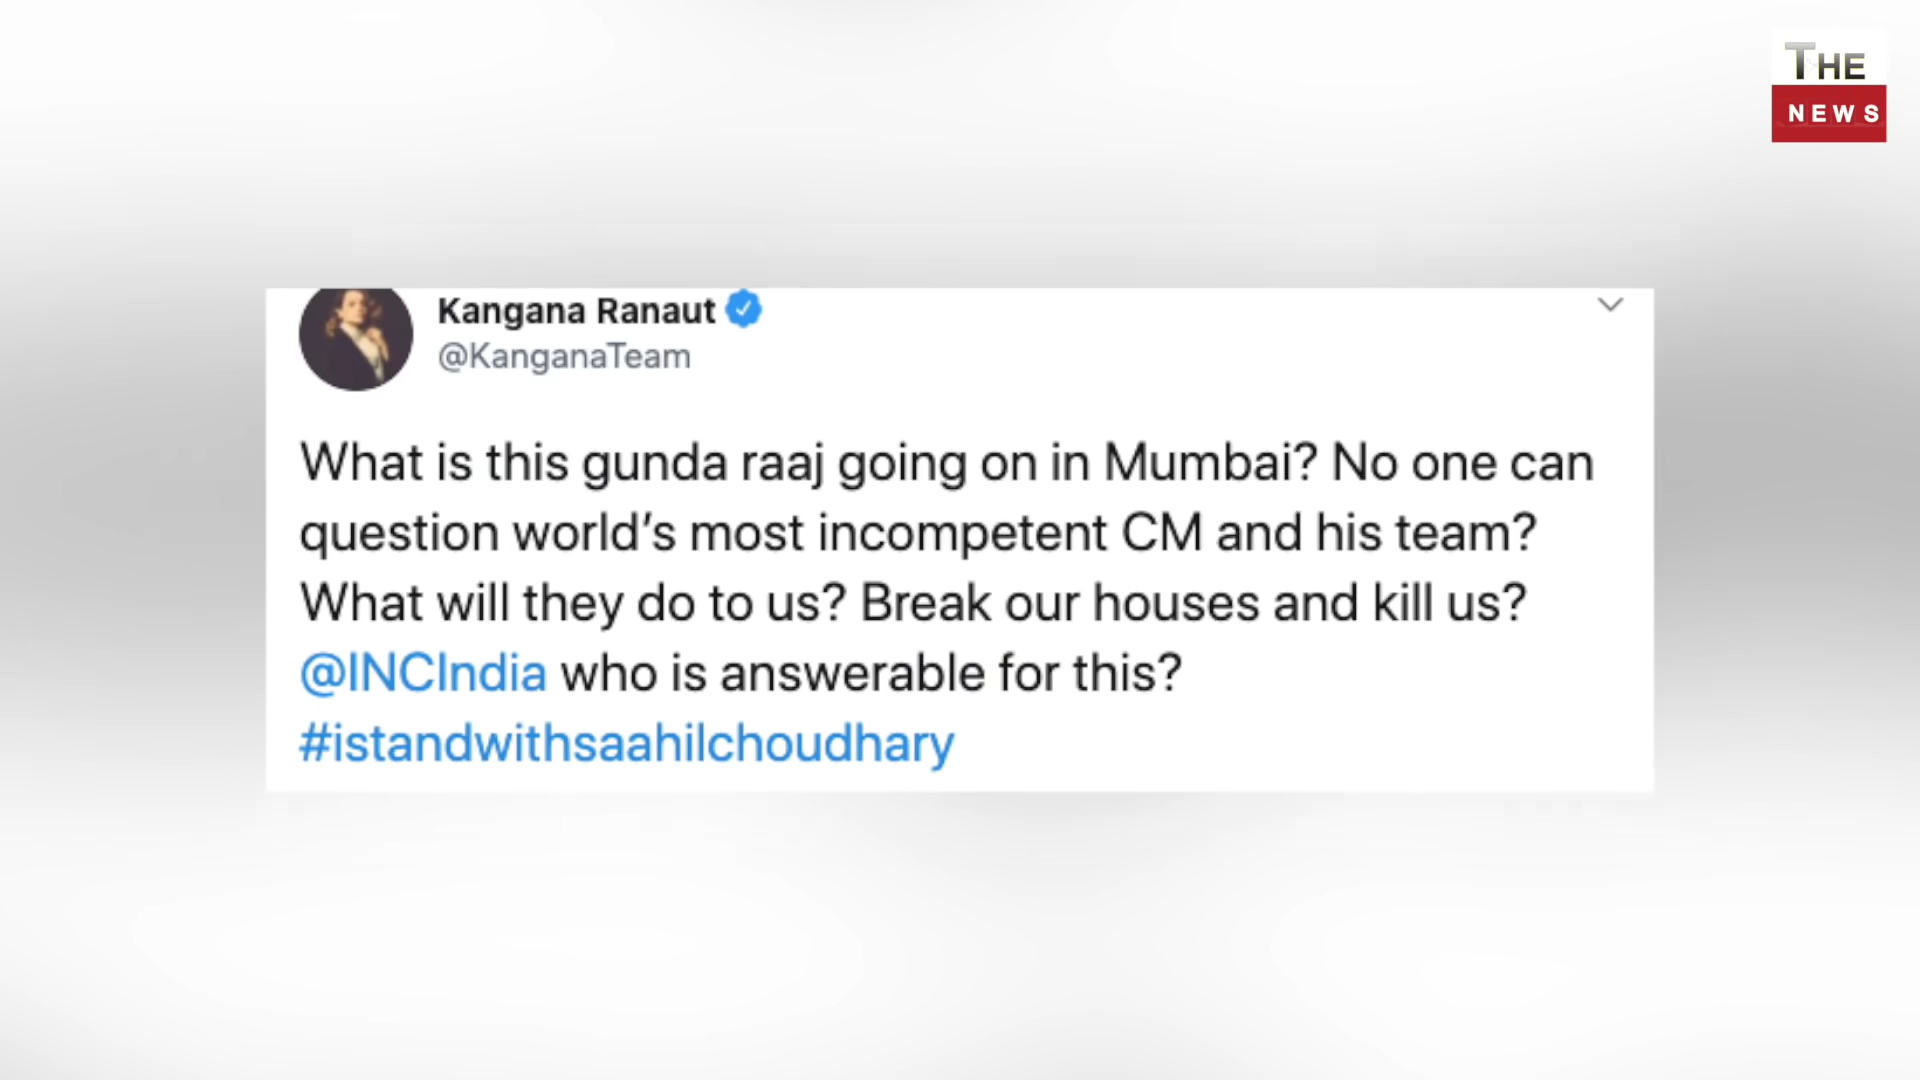 THE
NEWS
Kangana Ranaut
@KanganaTeam
What is this gunda raaj going on in Mumbai? No one can
question world's most incompetent CM and his team?
What will they do to us? Break our houses and kill us?
@INCIndia who is answerable for this?
#istandwithsaahilchoudhary